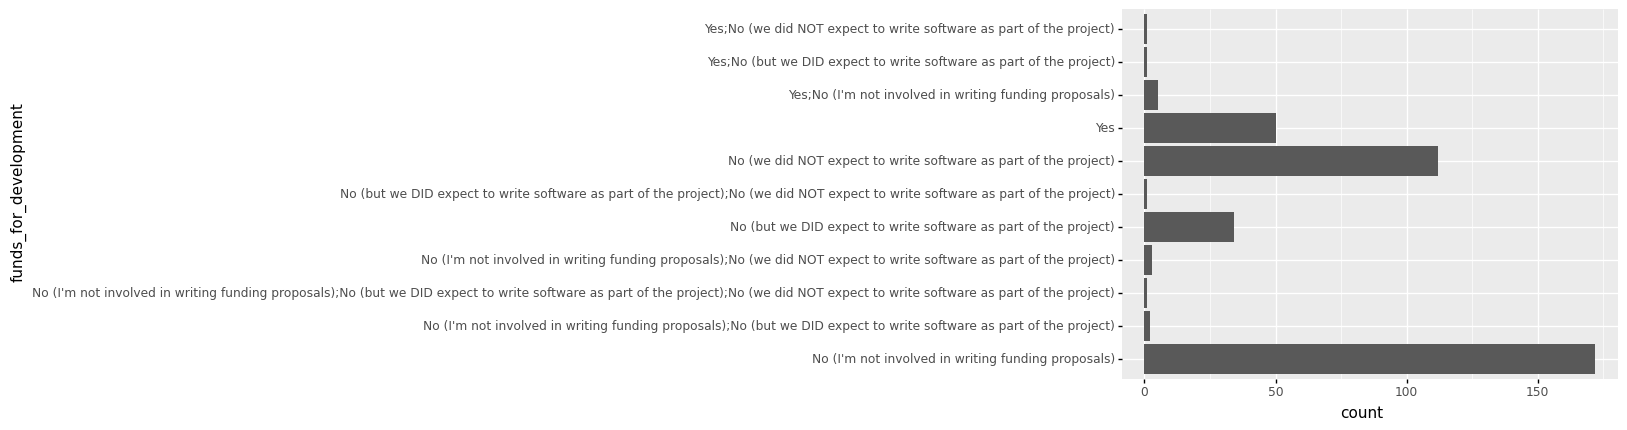 Yes;No (we did NOT expect to write software as part of the project)
Yes;No (but we DID expect to write software as part of the project)
Yes;No (I'm not involved in writing funding proposals)
Yes
No (we did NOT expect to write software as part of the project)
No (but we DID expect to write software as part of the project);No (we did NOT expect to write software as part of the project)
No (but we DID expect to write software as part of the project)
No (I'm not involved in writing funding proposals);No (we did NOT expect to write software as part of the project)
No (I'm not involved in writing funding proposals);No (but we DID expect to write software as part of the project);No (we did NOT expect to write software as part of the project)
No (I'm not involved in writing funding proposals);No (but we DID expect to write software as part of the project)
No (I'm not involved in writing funding proposals)
funds_for_development
0 50 100 150
count